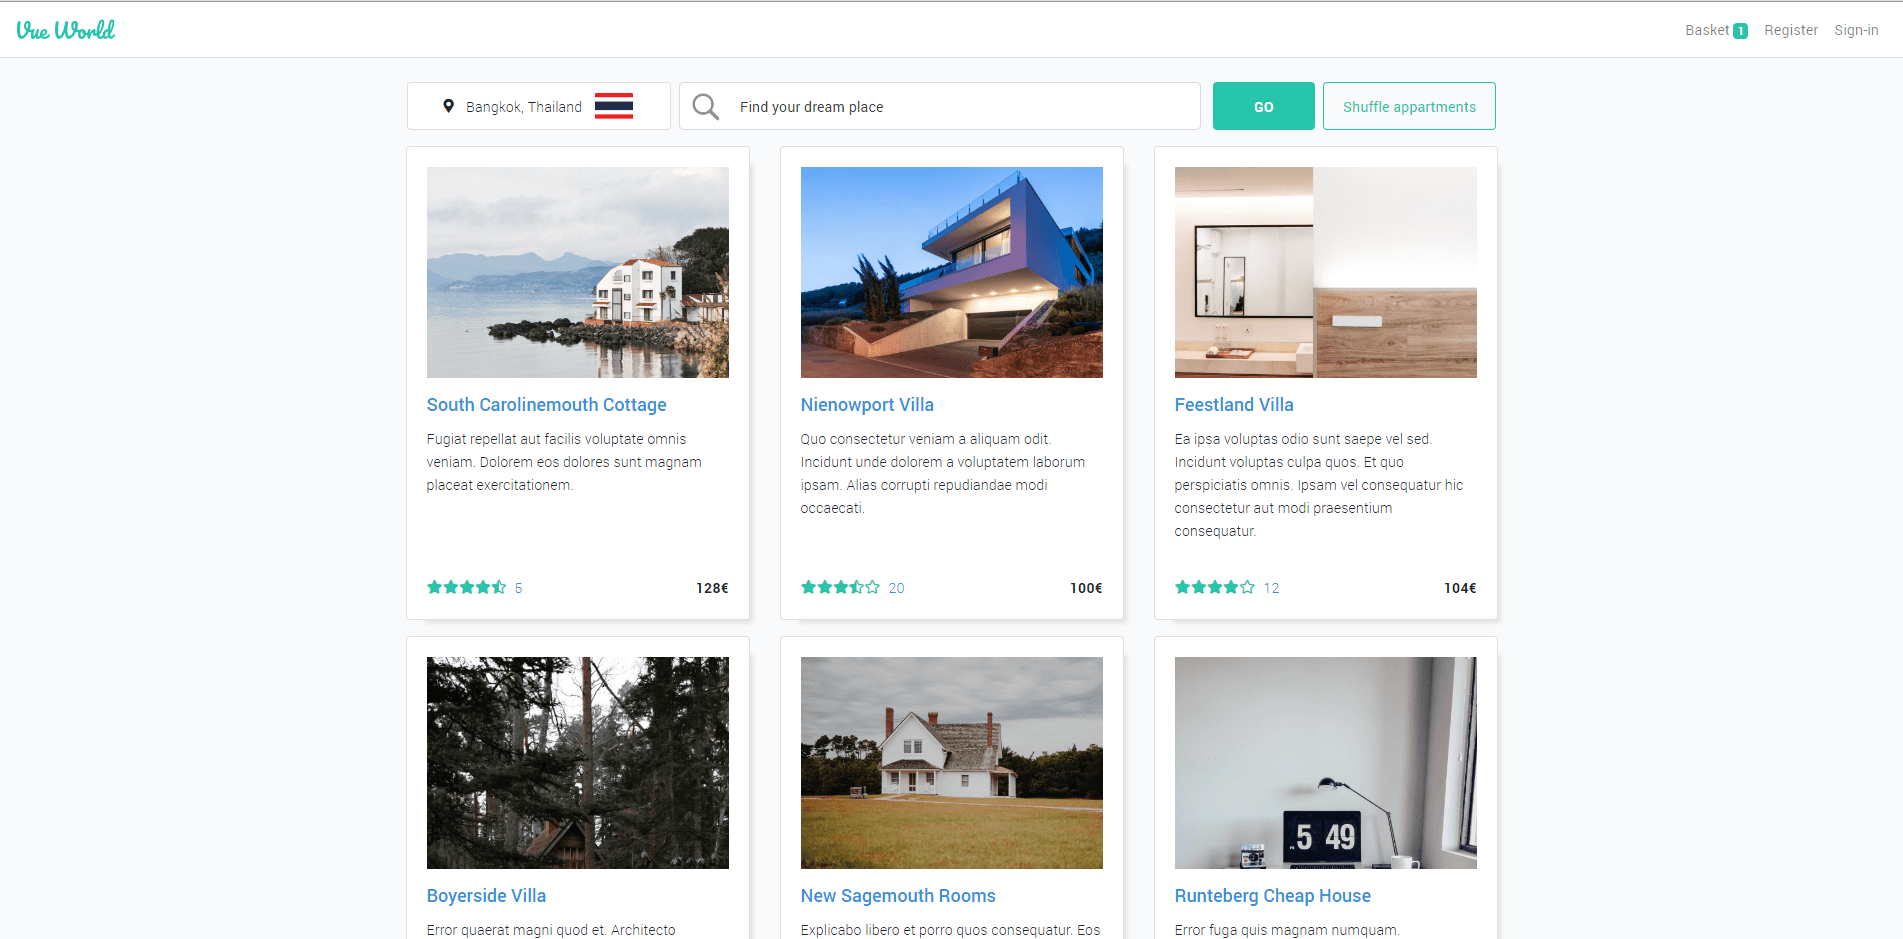 Vue World
Basket 1 Register Sign-in
Bangkok, Thailand
Find your dream place
GO
Shuffle appartments
South Carolinemouth Cottage
Fugiat repellat aut facilis voluptate omnis
veniam. Dolorem eos dolores sunt magnam
placeat exercitationem.
5
128€
Nienowport Villa
Quo consectetur veniam a aliquam odit.
Incidunt unde dolorem a voluptatem laborum
ipsam. Alias corrupti repudiandae modi
occaecati.
20
100€
Feestland Villa
Ea ipsa voluptas odio sunt saepe vel sed.
Incidunt voluptas culpa quos. Et quo
perspiciatis omnis. Ipsam vel consequatur hic
consectetur aut modi praesentium
consequatur.
12
104€
Boyerside Villa
Error quaerat magni quod et. Architecto
New Sagemouth Rooms
Explicabo libero et porro quos consequatur. Eos
5 49
Runteberg Cheap House
Error fuga quis magnam numquam.